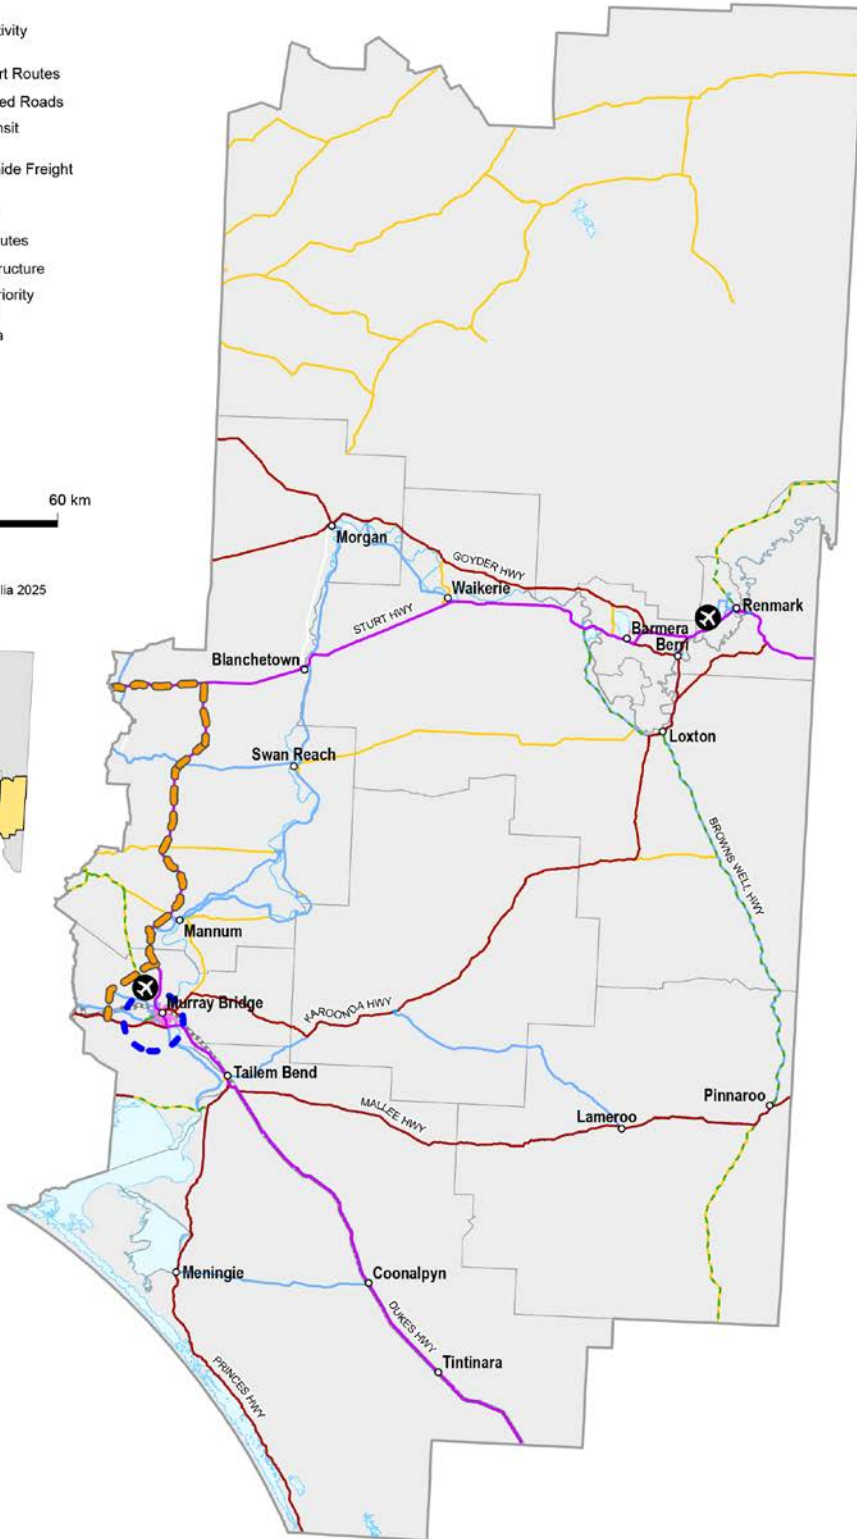 tivity
rt Routes
ed Roads
nsit
ide Freight
utes
ructure
riority
a
60 km
lia 2025
Morgan
GOYDER HWY
Waikerie
STURT HWY
Renmark
Barmera
Berri
Blanchetown
Loxton
Swan Reach
BROWNS WELL HWY
Mannum
Murray Bridge
KAROONDA HWY
Tailem Bend
Pinnaroo
MALLEE HWY
Lameroo
Meningie
Coonalpyn
DUKES HWY
Tintinara
PRINCES HWY